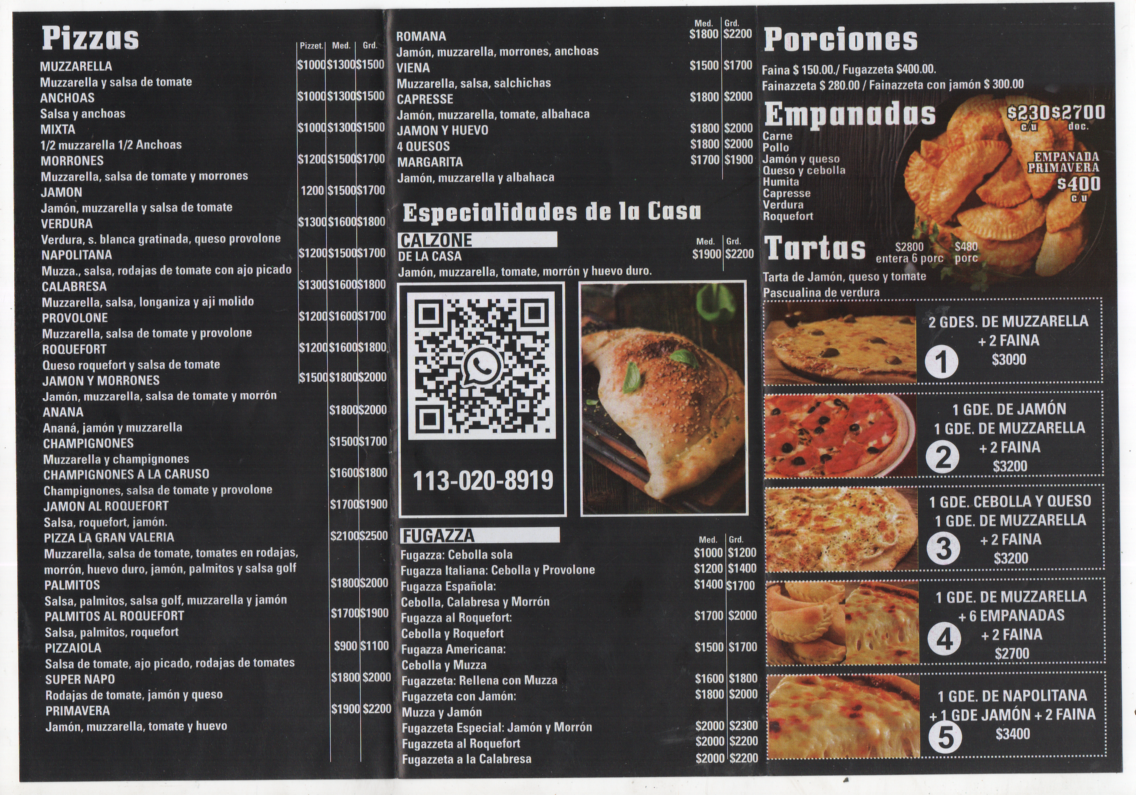 Pizzas
Pizzet. Med. Grd.
MUZZARELLA $1000 $1300 $1500
Muzzarella y salsa de tomate
ANCHOAS $1000 $1300 $1500
Salsa y anchoas
MIXTA $1000 $1300 $1500
1/2 muzzarella 1/2 Anchoas
MORRONES $1200 $1500 $1700
Muzzarella, salsa de tomate y morrones
JAMON 1200 $1500 $1700
Jamón, muzzarella y salsa de tomate
VERDURA $1300 $1600 $1800
Verdura, s. blanca gratinada, queso provolone
NAPOLITANA $1200 $1500 $1700
Muzza., salsa, rodajas de tomate con ajo picado
CALABRESA $1300 $1600 $1800
Muzzarella, salsa, longaniza y aji molido
PROVOLONE $1200 $1600 $1700
Muzzarella, salsa de tomate y provolone
ROQUEFORT $1200 $1600 $1800
Queso roquefort y salsa de tomate
JAMON Y MORRONES $1500 $1800 $2000
Jamón, muzzarella, salsa de tomate y morrón
ANANA $1800 $2000
Ananá, jamón y muzzarella
CHAMPIGNONES $1500 $1700
Muzzarella y champignones
CHAMPIGNONES A LA CARUSO $1600 $1800
Champignones, salsa de tomate y provolone
JAMON AL ROQUEFORT $1700 $1900
Salsa, roquefort, jamón.
PIZZA LA GRAN VALERIA $2100 $2500
Muzzarella, salsa de tomate, tomates en rodajas,
morrón, huevo duro, jamón, palmitos y salsa golf
PALMITOS $1800 $2000
Salsa, palmitos, salsa golf, muzzarella y jamón
PALMITOS AL ROQUEFORT $1700 $1900
Salsa, palmitos, roquefort
PIZZAIOLA $900 $1100
Salsa de tomate, ajo picado, rodajas de tomates
SUPER NAPO $1800 $2000
Rodajas de tomate, jamón y queso
PRIMAVERA $1900 $2200
Jamón, muzzarella, tomate y huevo
Med. Grd.
ROMANA $1800 $2200
Jamón, muzzarella, morrones, anchoas
VIENA $1500 $1700
Muzzarella, salsa, salchichas
CAPRESSE $1800 $2000
Jamón, muzzarella, tomate, albahaca
JAMON Y HUEVO $1800 $2000
4 QUESOS $1800 $2000
MARGARITA $1700 $1900
Jamón, muzzarella y albahaca
Especialidades de la Casa
CALZONE
Med. Grd.
DE LA CASA $1900 $2200
Jamón, muzzarella, tomate, morrón y huevo duro.
113-020-8919
FUGAZZA
Med. Grd.
Fugazza: Cebolla sola $1000 $1200
Fugazza Italiana: Cebolla y Provolone $1200 $1400
Fugazza Española: $1400 $1700
Cebolla, Calabresa y Morrón
Fugazza al Roquefort: $1700 $2000
Cebolla y Roquefort
Fugazza Americana: $1500 $1700
Cebolla y Muzza
Fugazzeta: Rellena con Muzza $1600 $1800
Fugazzeta con Jamón: $1800 $2000
Muzza y Jamón
Fugazzeta Especial: Jamón y Morrón $2000 $2300
Fugazzeta al Roquefort $2000 $2200
Fugazzeta a la Calabresa $2000 $2200
Porciones
Faina $ 150.00./ Fugazzeta $400.00.
Fainazzeta $ 280.00 / Fainazzeta con jamón $ 300.00
Empanadas
$230 $2700
c u doc.
Carne
Pollo
Jamón y queso
Queso y cebolla
Humita
Capresse
Verdura
Roquefort
EMPANADA
PRIMAVERA
$400
c u
Tartas
$2800 $480
entera 6 porc porc
Tarta de Jamón, queso y tomate
Pascualina de verdura
2 GDES. DE MUZZARELLA
+ 2 FAINA
1
$3000
1 GDE. DE JAMÓN
1 GDE. DE MUZZARELLA
+ 2 FAINA
2
$3200
1 GDE. CEBOLLA Y QUESO
1 GDE. DE MUZZARELLA
+ 2 FAINA
3
$3200
1 GDE. DE MUZZARELLA
+ 6 EMPANADAS
+ 2 FAINA
4
$2700
1 GDE. DE NAPOLITANA
+ 1 GDE JAMÓN + 2 FAINA
5
$3400